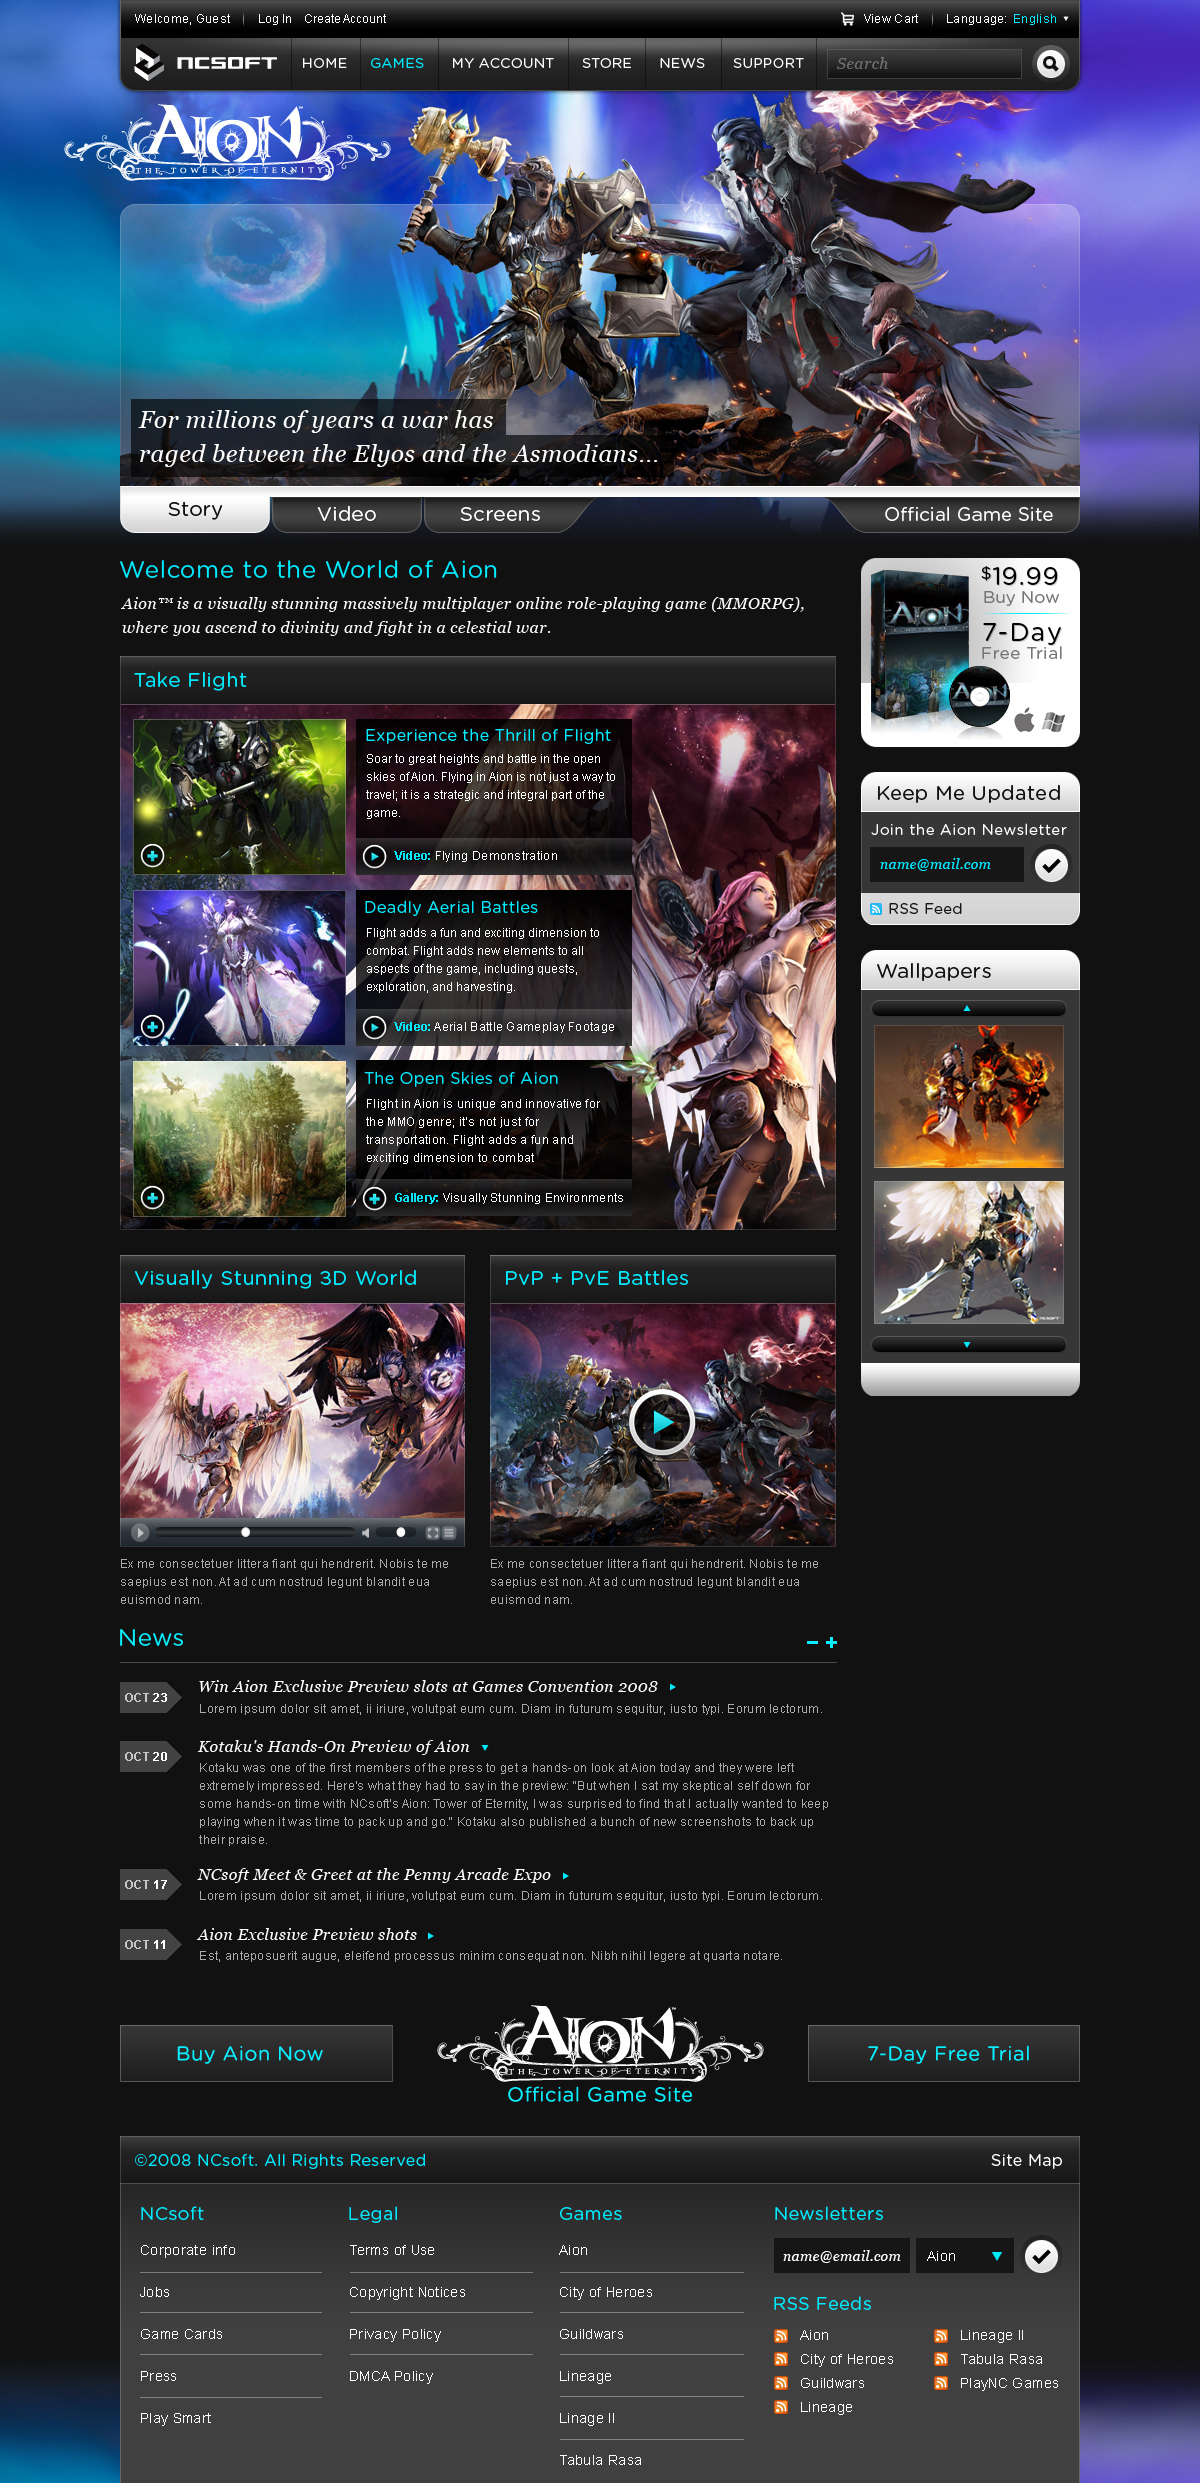 Welcome, Guest
Log In
Create Account
View Cart
Language: English
NCSOFT
HOME
GAMES
MY ACCOUNT
STORE
NEWS
SUPPORT
Search
AION
THE TOWER OF ETERNITY
For millions of years a war has
raged between the Elyos and the Asmodians...
Story
Video
Screens
Official Game Site
Welcome to the World of Aion
Aion™ is a visually stunning massively multiplayer online role-playing game (MMORPG),
where you ascend to divinity and fight in a celestial war.
$19.99
Buy Now
7-Day
Free Trial
AION
AION
Take Flight
Experience the Thrill of Flight
Soar to great heights and battle in the open
skies of Aion. Flying in Aion is not just a way to
travel; it is a strategic and integral part of the
game.
Video: Flying Demonstration
Deadly Aerial Battles
Flight adds a fun and exciting dimension to
combat. Flight adds new elements to all
aspects of the game, including quests,
exploration, and harvesting.
Video: Aerial Battle Gameplay Footage
The Open Skies of Aion
Flight in Aion is unique and innovative for
the MMO genre; it's not just for
transportation. Flight adds a fun and
exciting dimension to combat
Gallery: Visually Stunning Environments
Keep Me Updated
Join the Aion Newsletter
name@mail.com
RSS Feed
Wallpapers
NCSOFT
Visually Stunning 3D World
Ex me consectetuer littera fiant qui hendrerit. Nobis te me
saepius est non. At ad cum nostrud legunt blandit eua
euismod nam.
PvP + PvE Battles
Ex me consectetuer littera fiant qui hendrerit. Nobis te me
saepius est non. At ad cum nostrud legunt blandit eua
euismod nam.
News
OCT 23
Win Aion Exclusive Preview slots at Games Convention 2008
Lorem ipsum dolor sit amet, ii iriure, volutpat eum cum. Diam in futurum sequitur, iusto typi. Eorum lectorum.
OCT 20
Kotaku's Hands-On Preview of Aion
Kotaku was one of the first members of the press to get a hands-on look at Aion today and they were left
extremely impressed. Here's what they had to say in the preview: "But when I sat my skeptical self down for
some hands-on time with NCsoft's Aion: Tower of Eternity, I was surprised to find that I actually wanted to keep
playing when it was time to pack up and go." Kotaku also published a bunch of new screenshots to back up
their praise.
OCT 17
NCsoft Meet & Greet at the Penny Arcade Expo
Lorem ipsum dolor sit amet, ii iriure, volutpat eum cum. Diam in futurum sequitur, iusto typi. Eorum lectorum.
OCT 11
Aion Exclusive Preview shots
Est, anteposuerit augue, eleifend processus minim consequat non. Nibh nihil legere at quarta notare.
Buy Aion Now
AION
THE TOWER OF ETERNITY
Official Game Site
7-Day Free Trial
©2008 NCsoft. All Rights Reserved
Site Map
NCsoft
Corporate info
Jobs
Game Cards
Press
Play Smart
Legal
Terms of Use
Copyright Notices
Privacy Policy
DMCA Policy
Games
Aion
City of Heroes
Guildwars
Lineage
Linage II
Tabula Rasa
Newsletters
name@email.com
Aion
RSS Feeds
Aion
City of Heroes
Guildwars
Lineage
Lineage II
Tabula Rasa
PlayNC Games